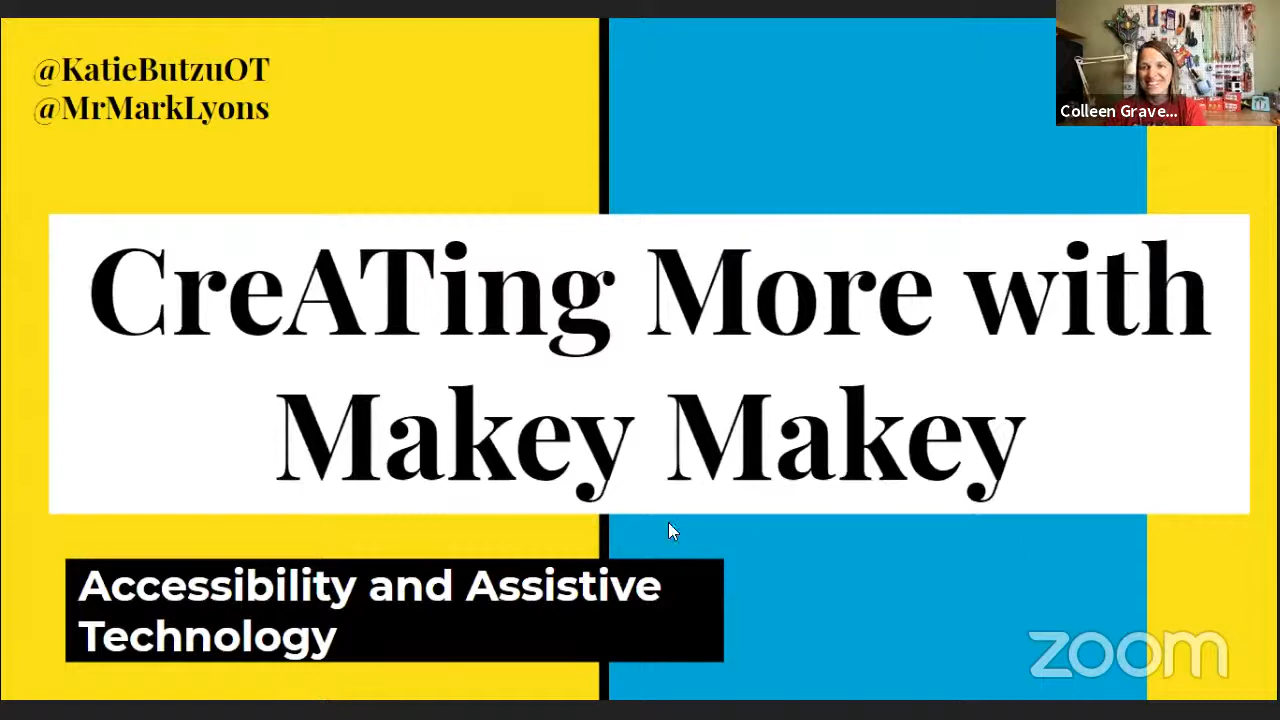 @KatieButzuOT
@MrMarkLyons
Colleen Grave...
CreATing More with
Makey Makey
Accessibility and Assistive
Technology
zoom